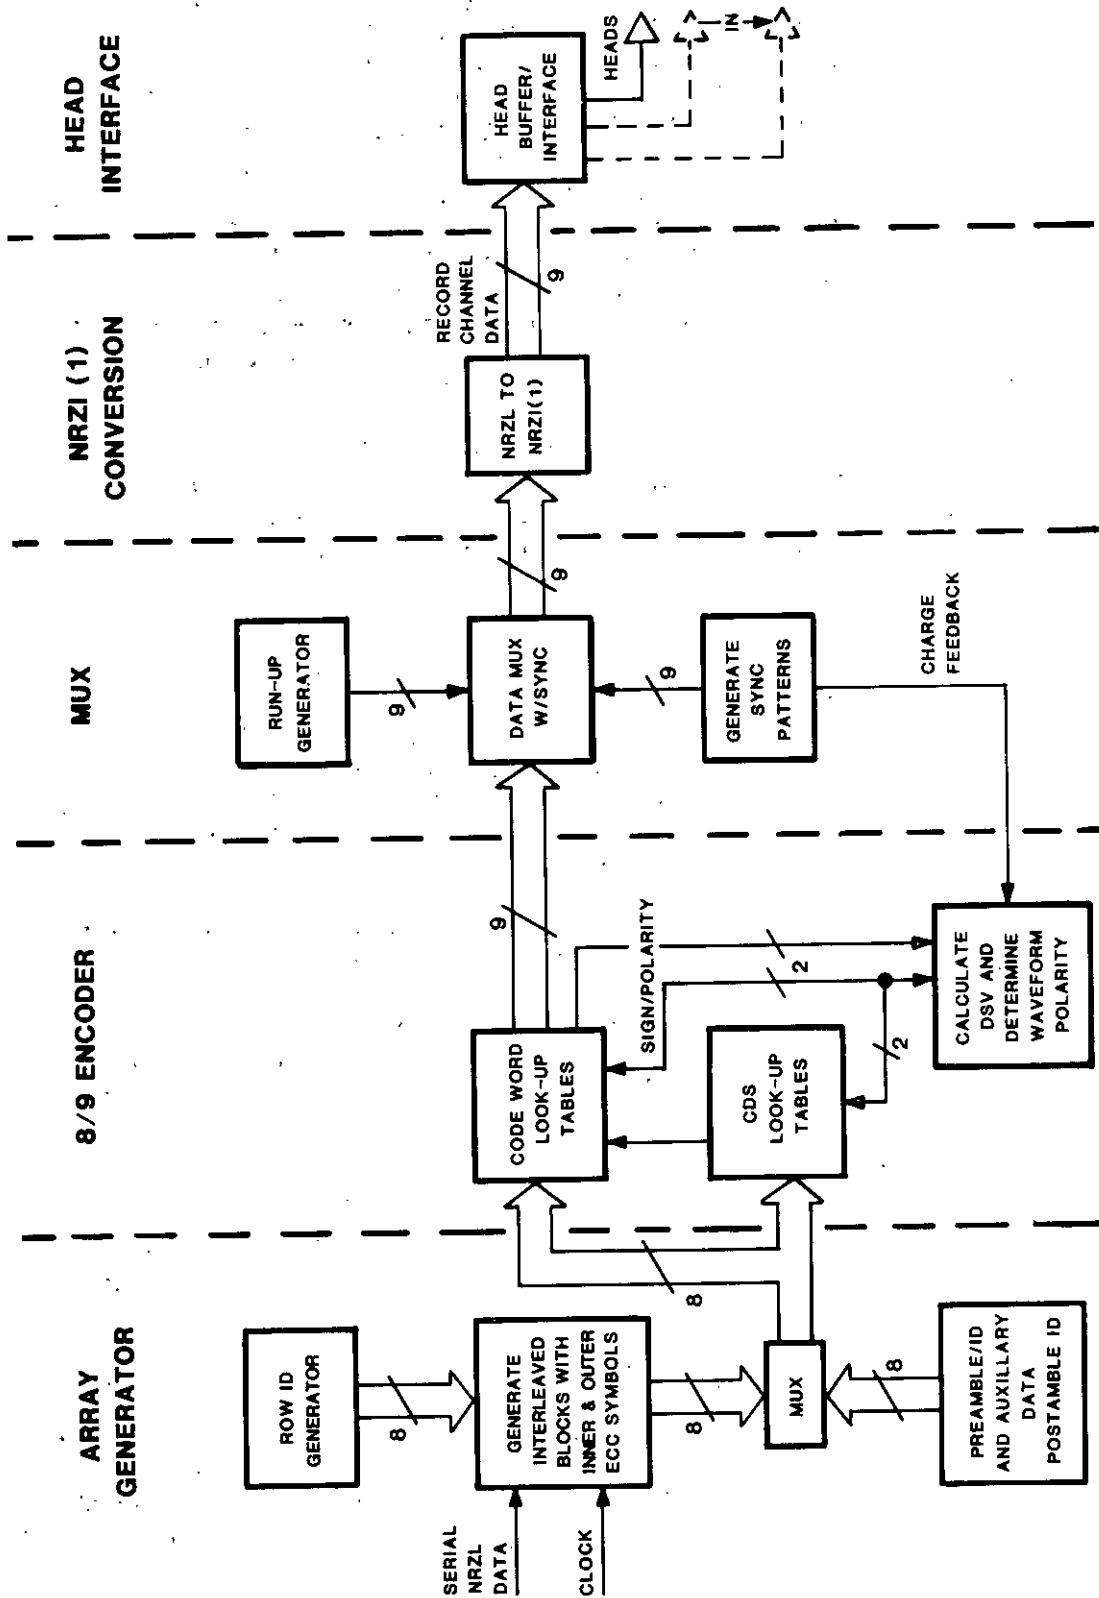 ARRAY
GENERATOR
8/9 ENCODER
MUX
NRZI (1)
CONVERSION
HEAD
INTERFACE
ROW ID
GENERATOR
8
SERIAL
NRZL
DATA
CLOCK
GENERATE
INTERLEAVED
BLOCKS WITH
INNER & OUTER
ECC SYMBOLS
8
MUX
8
PREAMBLE/ID
AND AUXILLARY
DATA
POSTAMBLE ID
8
CODE WORD
LOOK-UP
TABLES
9
SIGN/POLARITY
2
CDS
LOOK-UP
TABLES
2
CALCULATE
DSV AND
DETERMINE
WAVEFORM
POLARITY
RUN-UP
GENERATOR
9
DATA MUX
W/SYNC
9
9
GENERATE
SYNC
PATTERNS
CHARGE
FEEDBACK
NRZL TO
NRZI(1)
RECORD
CHANNEL
DATA
9
HEAD
BUFFER/
INTERFACE
HEADS
IN